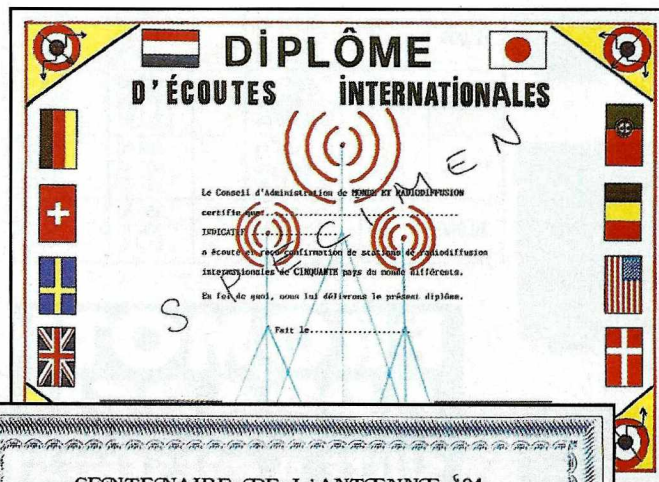 DİPLÔME
D'ÉCOUTES İNTERNATİONALES
Le Conseil d'Administration de MONDE ET RADIODIFFUSION
certifie que
INDICATIF
a écouté et reçu confirmation de stations de radiodiffusion
internationales de CINQUANTE pays du monde différents.
En foi de quoi, nous lui délivrons le présent diplôme.
Fait le
SPECIMEN
CENTENAIRE DE L'ANTENNE